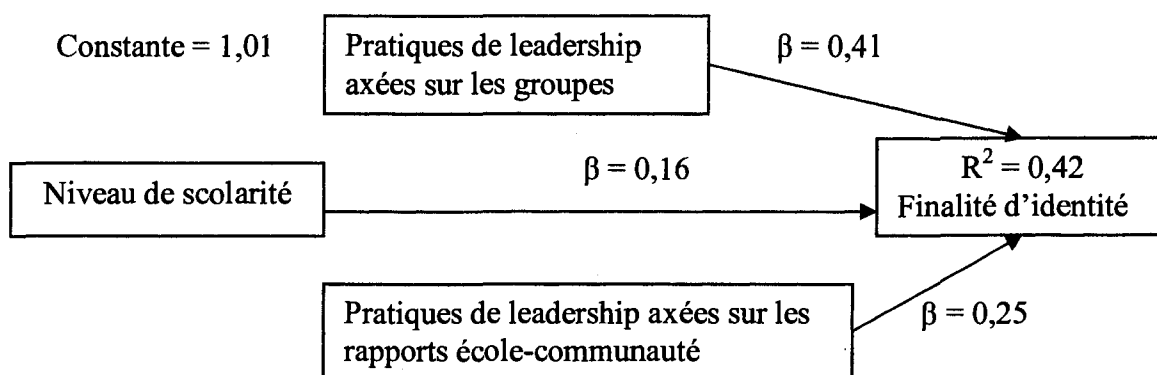 Constante = 1,01
Pratiques de leadership
axées sur les groupes
β = 0,41
Niveau de scolarité
β = 0,16
R² = 0,42
Finalité d'identité
Pratiques de leadership axées sur les
rapports école-communauté
β = 0,25